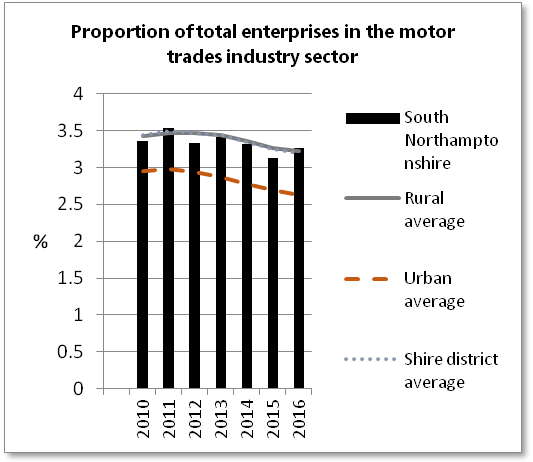 Proportion of total enterprises in the motor
trades industry sector
4
3.5
3
2.5
2
1.5
1
0.5
0
%
2010
2011
2012
2013
2014
2015
2016
South
Northampto
nshire
Rural
average
Urban
average
Shire district
average